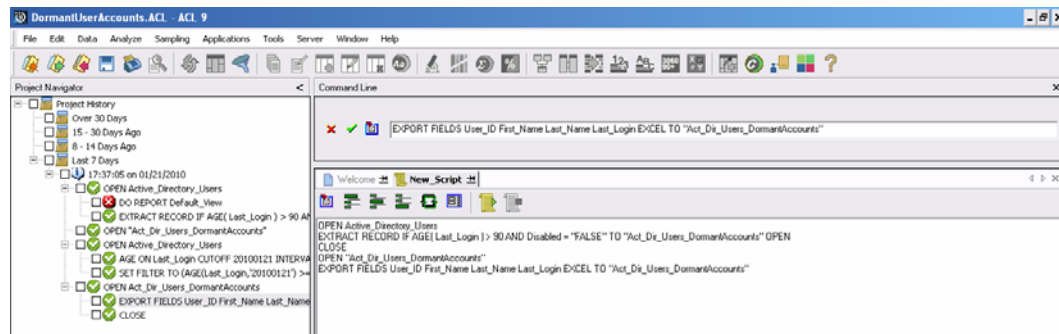 DormantUserAccounts.ACL - ACL 9
File Edit Data Analyze Sampling Applications Tools Server Window Help
Project Navigator
Project History
Over 30 Days
15 - 30 Days Ago
8 - 14 Days Ago
Last 7 Days
17:37:05 on 01/21/2010
OPEN Active_Directory_Users
DO REPORT Default_View
EXTRACT RECORD IF AGE( Last_Login ) > 90 AN
OPEN "Act_Dir_Users_DormantAccounts"
OPEN Active_Directory_Users
AGE ON Last_Login CUTOFF 20100121 INTERVA
SET FILTER TO (AGE(Last_Login,'20100121') >=
OPEN Act_Dir_Users_DormantAccounts
EXPORT FIELDS User_ID First_Name Last_Name
CLOSE
Command Line
EXPORT FIELDS User_ID First_Name Last_Name Last_Login EXCEL TO "Act_Dir_Users_DormantAccounts"
Welcome New_Script
OPEN Active_Directory_Users
EXTRACT RECORD IF AGE( Last_Login ) > 90 AND Disabled = "FALSE" TO "Act_Dir_Users_DormantAccounts" OPEN
CLOSE
OPEN "Act_Dir_Users_DormantAccounts"
EXPORT FIELDS User_ID First_Name Last_Name Last_Login EXCEL TO "Act_Dir_Users_DormantAccounts"